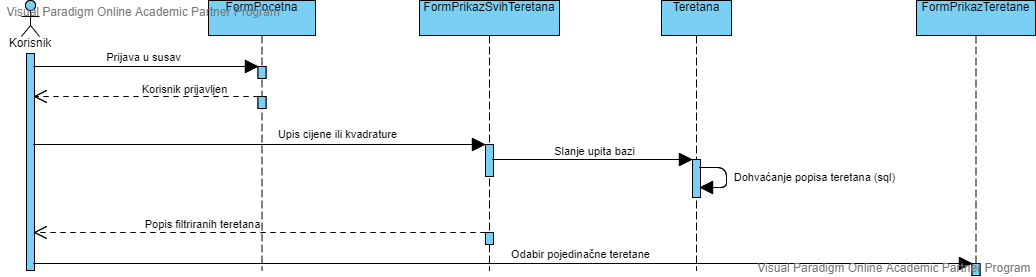 Visual Paradigm Online Academic Partner Program
FormPocetna
FormPrikazSvihTeretana
Teretana
FormPrikazTeretane
Korisnik
Prijava u susav
Korisnik prijavljen
Upis cijene ili kvadrature
Slanje upita bazi
Dohvaćanje popisa teretana (sql)
Popis filtriranih teretana
Odabir pojedinačne teretane
Visual Paradigm Online Academic Partner Program